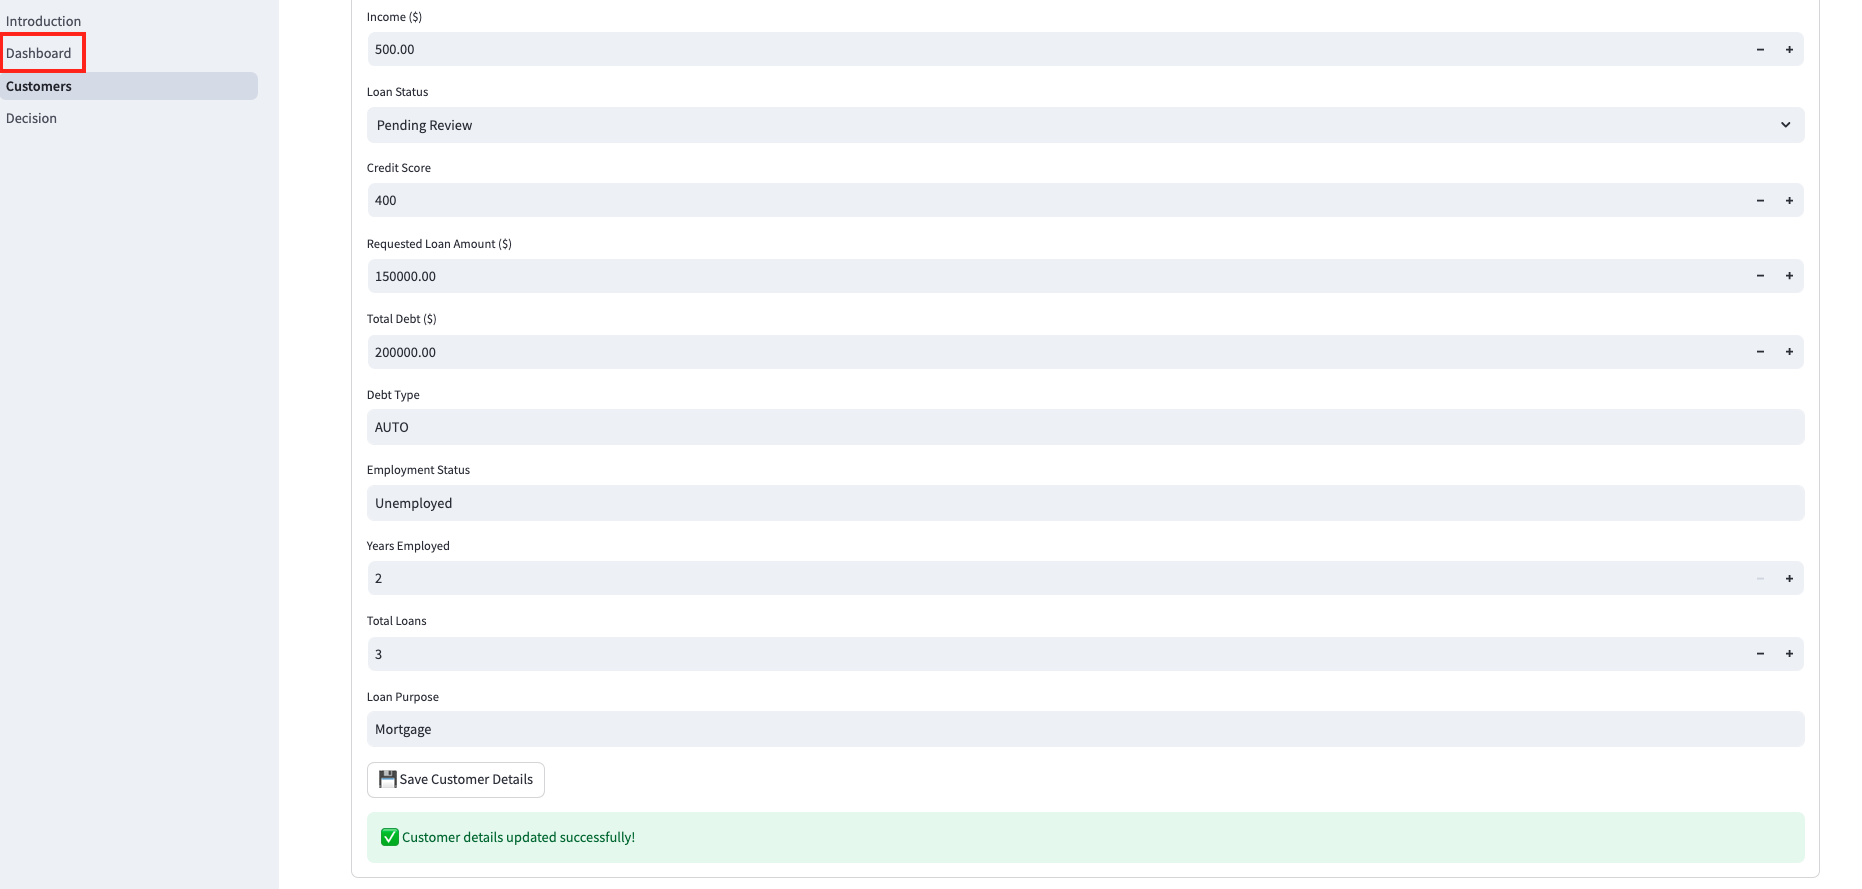 Introduction
Dashboard
Customers
Decision
Income ($)
500.00
Loan Status
Pending Review
Credit Score
400
Requested Loan Amount ($)
150000.00
Total Debt ($)
200000.00
Debt Type
AUTO
Employment Status
Unemployed
Years Employed
2
Total Loans
3
Loan Purpose
Mortgage
Save Customer Details
Customer details updated successfully!